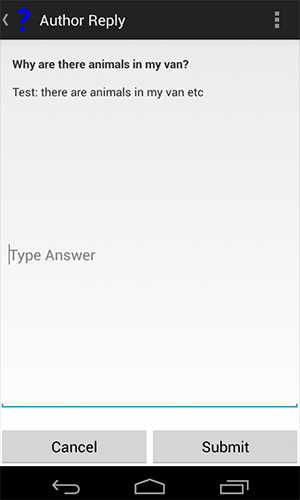 Author Reply
Why are there animals in my van?
Test: there are animals in my van etc
Type Answer
Cancel
Submit